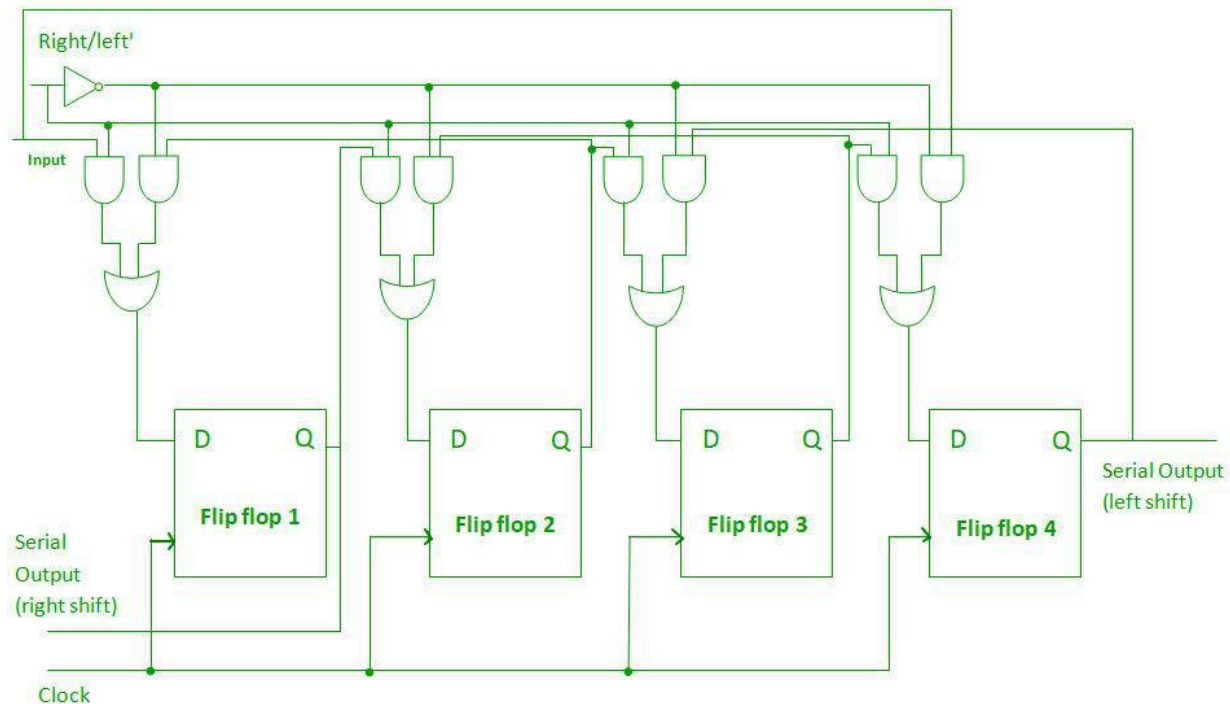 Right/left'
Input
D Q
Flip flop 1
D Q
Flip flop 2
D Q
Flip flop 3
D Q
Flip flop 4
Serial Output
(left shift)
Serial
Output
(right shift)
Clock